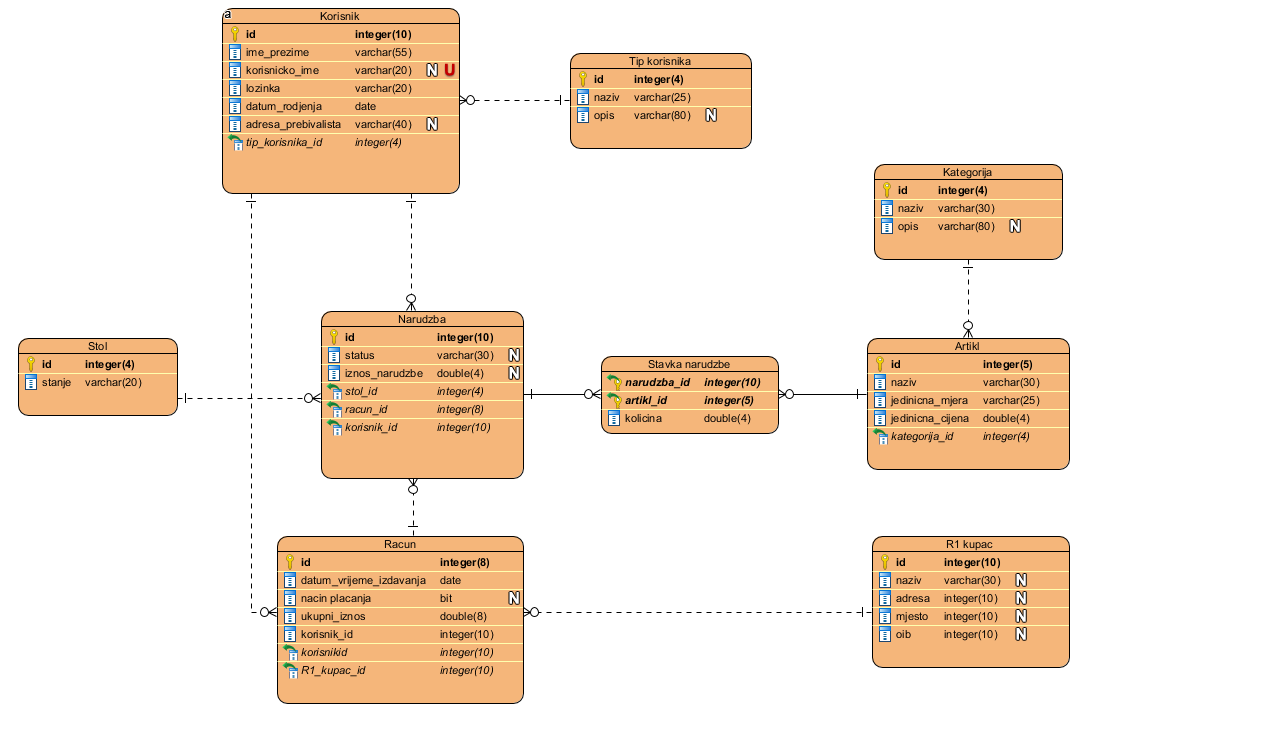 a
Korisnik
id integer(10)
ime_prezime varchar(55)
korisnicko_ime varchar(20) N U
lozinka varchar(20)
datum_rodjenja date
adresa_prebivalista varchar(40) N
tip_korisnika_id integer(4)
Tip korisnika
id integer(4)
naziv varchar(25)
opis varchar(80) N
Kategorija
id integer(4)
naziv varchar(30)
opis varchar(80) N
Stol
id integer(4)
stanje varchar(20)
Narudzba
id integer(10)
status varchar(30) N
iznos_narudzbe double(4) N
stol_id integer(4)
racun_id integer(8)
korisnik_id integer(10)
Stavka narudzbe
narudzba_id integer(10)
artikl_id integer(5)
kolicina double(4)
Artikl
id integer(5)
naziv varchar(30)
jedinicna_mjera varchar(25)
jedinicna_cijena double(4)
kategorija_id integer(4)
Racun
id integer(8)
datum_vrijeme_izdavanja date
nacin placanja bit N
ukupni_iznos double(8)
korisnik_id integer(10)
korisnikid integer(10)
R1_kupac_id integer(10)
R1 kupac
id integer(10)
naziv varchar(30) N
adresa integer(10) N
mjesto integer(10) N
oib integer(10) N